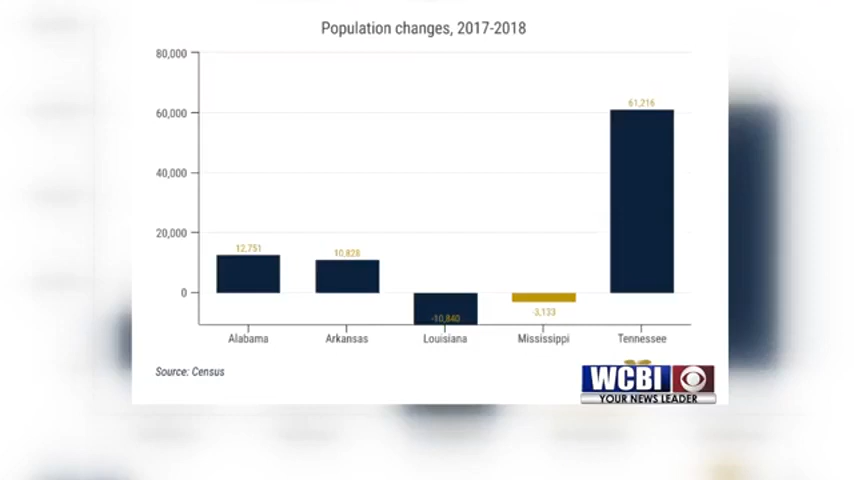 Population changes, 2017-2018
80,000
60,000
40,000
20,000
0
61,216
12,751
10,828
-10,840
-3,133
Alabama Arkansas Louisiana Mississippi Tennessee
Source: Census
WCBI
YOUR NEWS LEADER